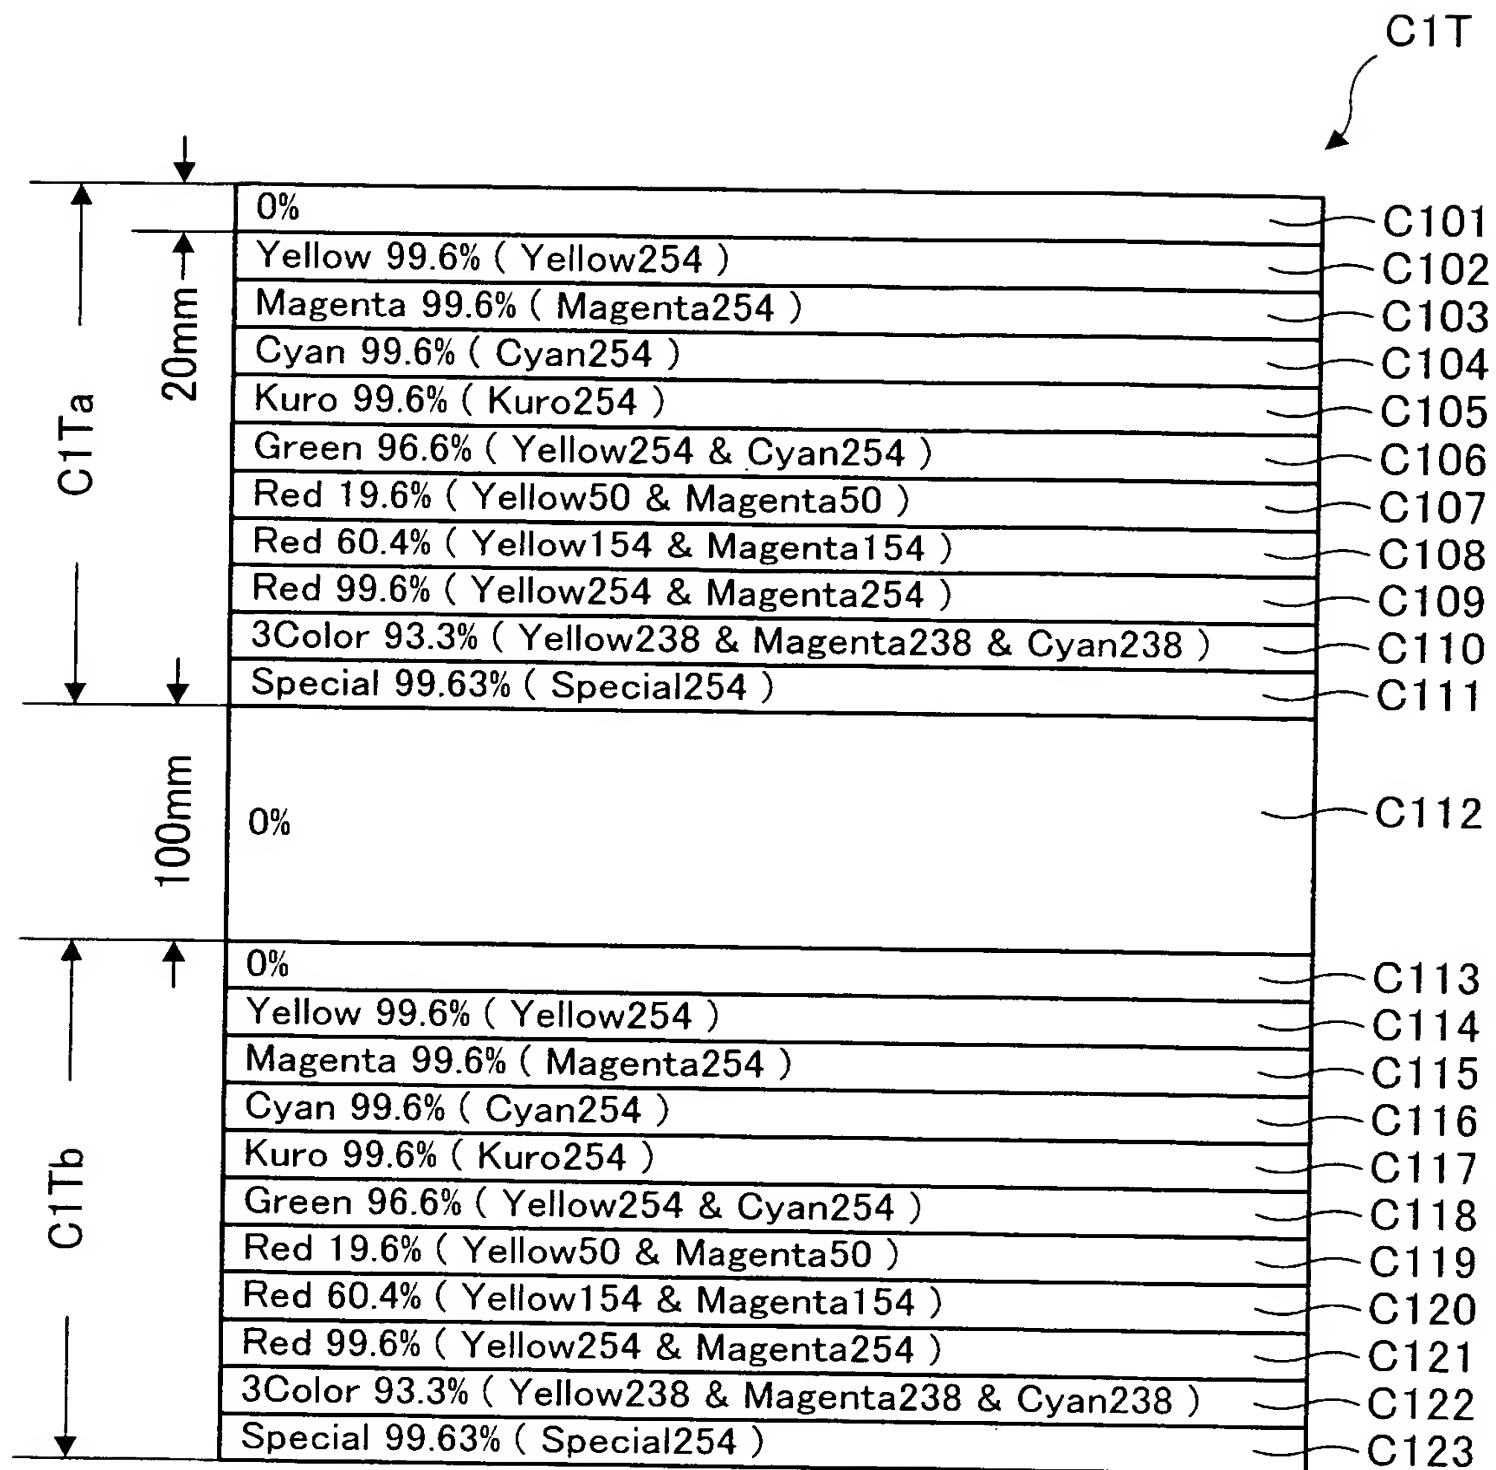 C1T
0%
C101
Yellow 99.6% ( Yellow254 )
C102
Magenta 99.6% ( Magenta254 )
C103
Cyan 99.6% ( Cyan254 )
C104
Kuro 99.6% ( Kuro254 )
C105
Green 96.6% ( Yellow254 & Cyan254 )
C106
Red 19.6% ( Yellow50 & Magenta50 )
C107
Red 60.4% ( Yellow154 & Magenta154 )
C108
Red 99.6% ( Yellow254 & Magenta254 )
C109
3Color 93.3% ( Yellow238 & Magenta238 & Cyan238 )
C110
Special 99.63% ( Special254 )
C111
20mm
C1Ta
0%
C112
100mm
0%
C113
Yellow 99.6% ( Yellow254 )
C114
Magenta 99.6% ( Magenta254 )
C115
Cyan 99.6% ( Cyan254 )
C116
Kuro 99.6% ( Kuro254 )
C117
Green 96.6% ( Yellow254 & Cyan254 )
C118
Red 19.6% ( Yellow50 & Magenta50 )
C119
Red 60.4% ( Yellow154 & Magenta154 )
C120
Red 99.6% ( Yellow254 & Magenta254 )
C121
3Color 93.3% ( Yellow238 & Magenta238 & Cyan238 )
C122
Special 99.63% ( Special254 )
C123
C1Tb